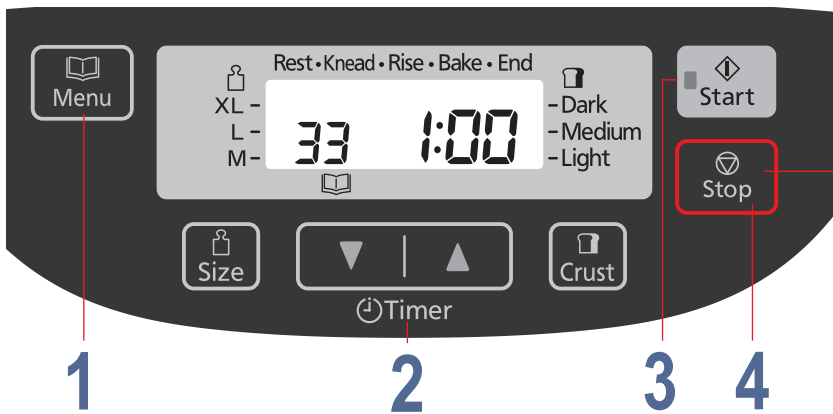 Menu
Rest • Knead • Rise • Bake • End
XL -
L -
M -
33
1:00
- Dark
- Medium
- Light
Start
Stop
Size
Timer
Crust
1
2
3
4